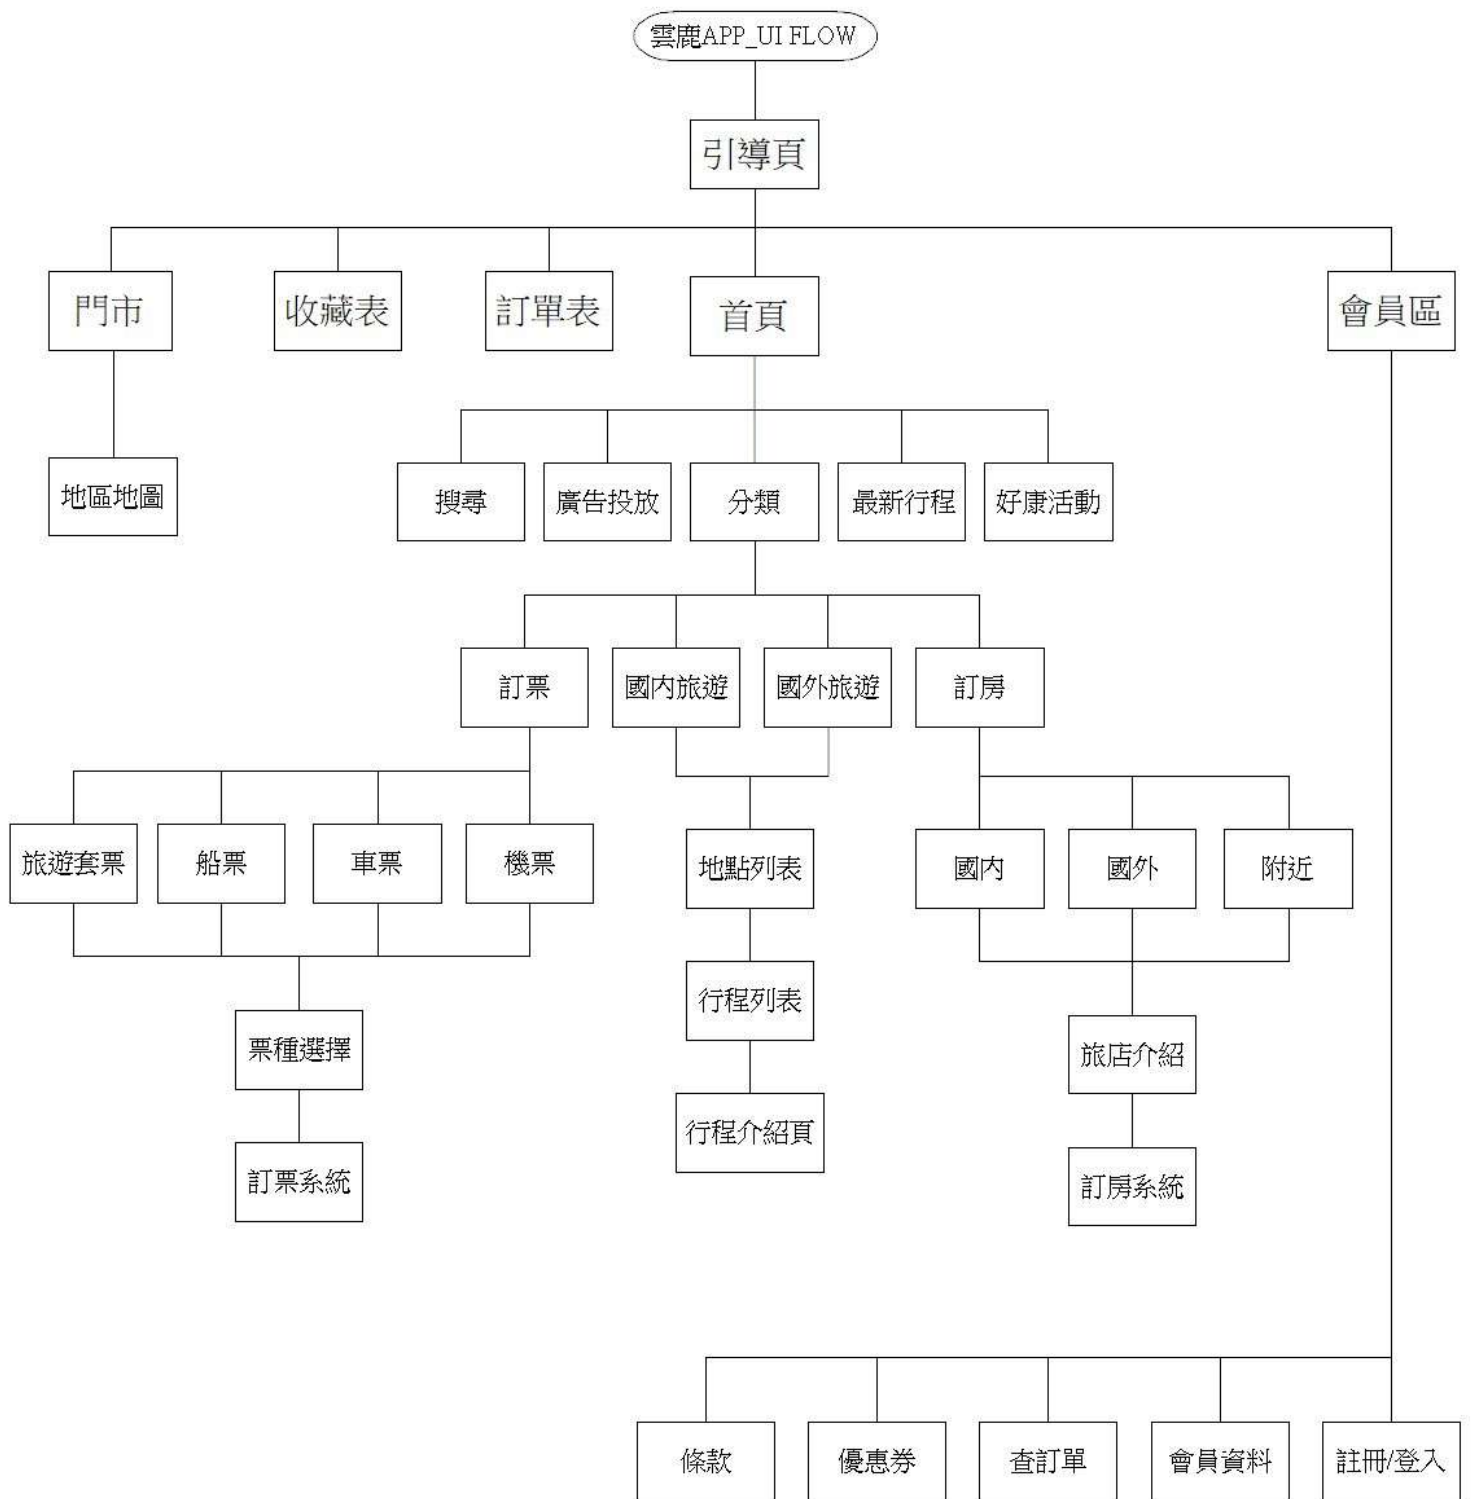 雲鹿APP_UI FLOW
引導頁
門市
收藏表
訂單表
首頁
會員區
地區地圖
搜尋
廣告投放
分類
最新行程
好康活動
訂票
國內旅遊
國外旅遊
訂房
旅遊套票
船票
車票
機票
地點列表
國內
國外
附近
行程列表
票種選擇
旅店介紹
行程介紹頁
訂票系統
訂房系統
條款
優惠券
查訂單
會員資料
註冊/登入